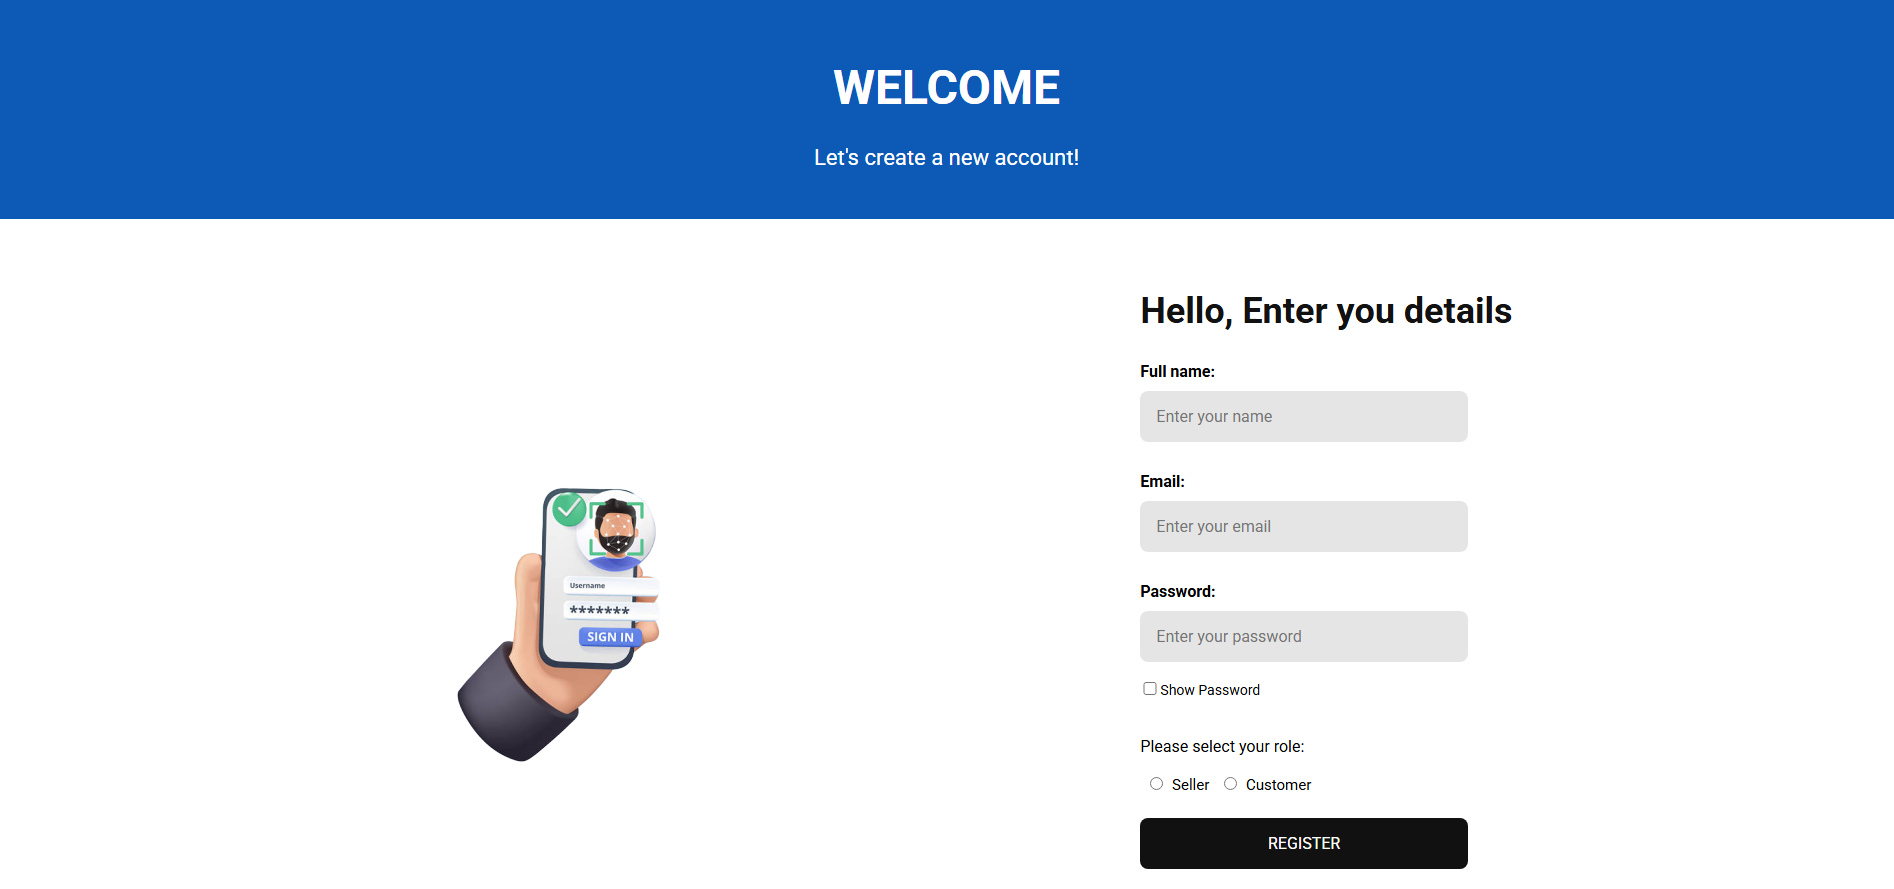 WELCOME
Let's create a new account!
Hello, Enter you details
Full name:
Enter your name
Email:
Enter your email
Password:
Enter your password
Show Password
Please select your role:
Seller Customer
REGISTER
Username
*******
SIGN IN